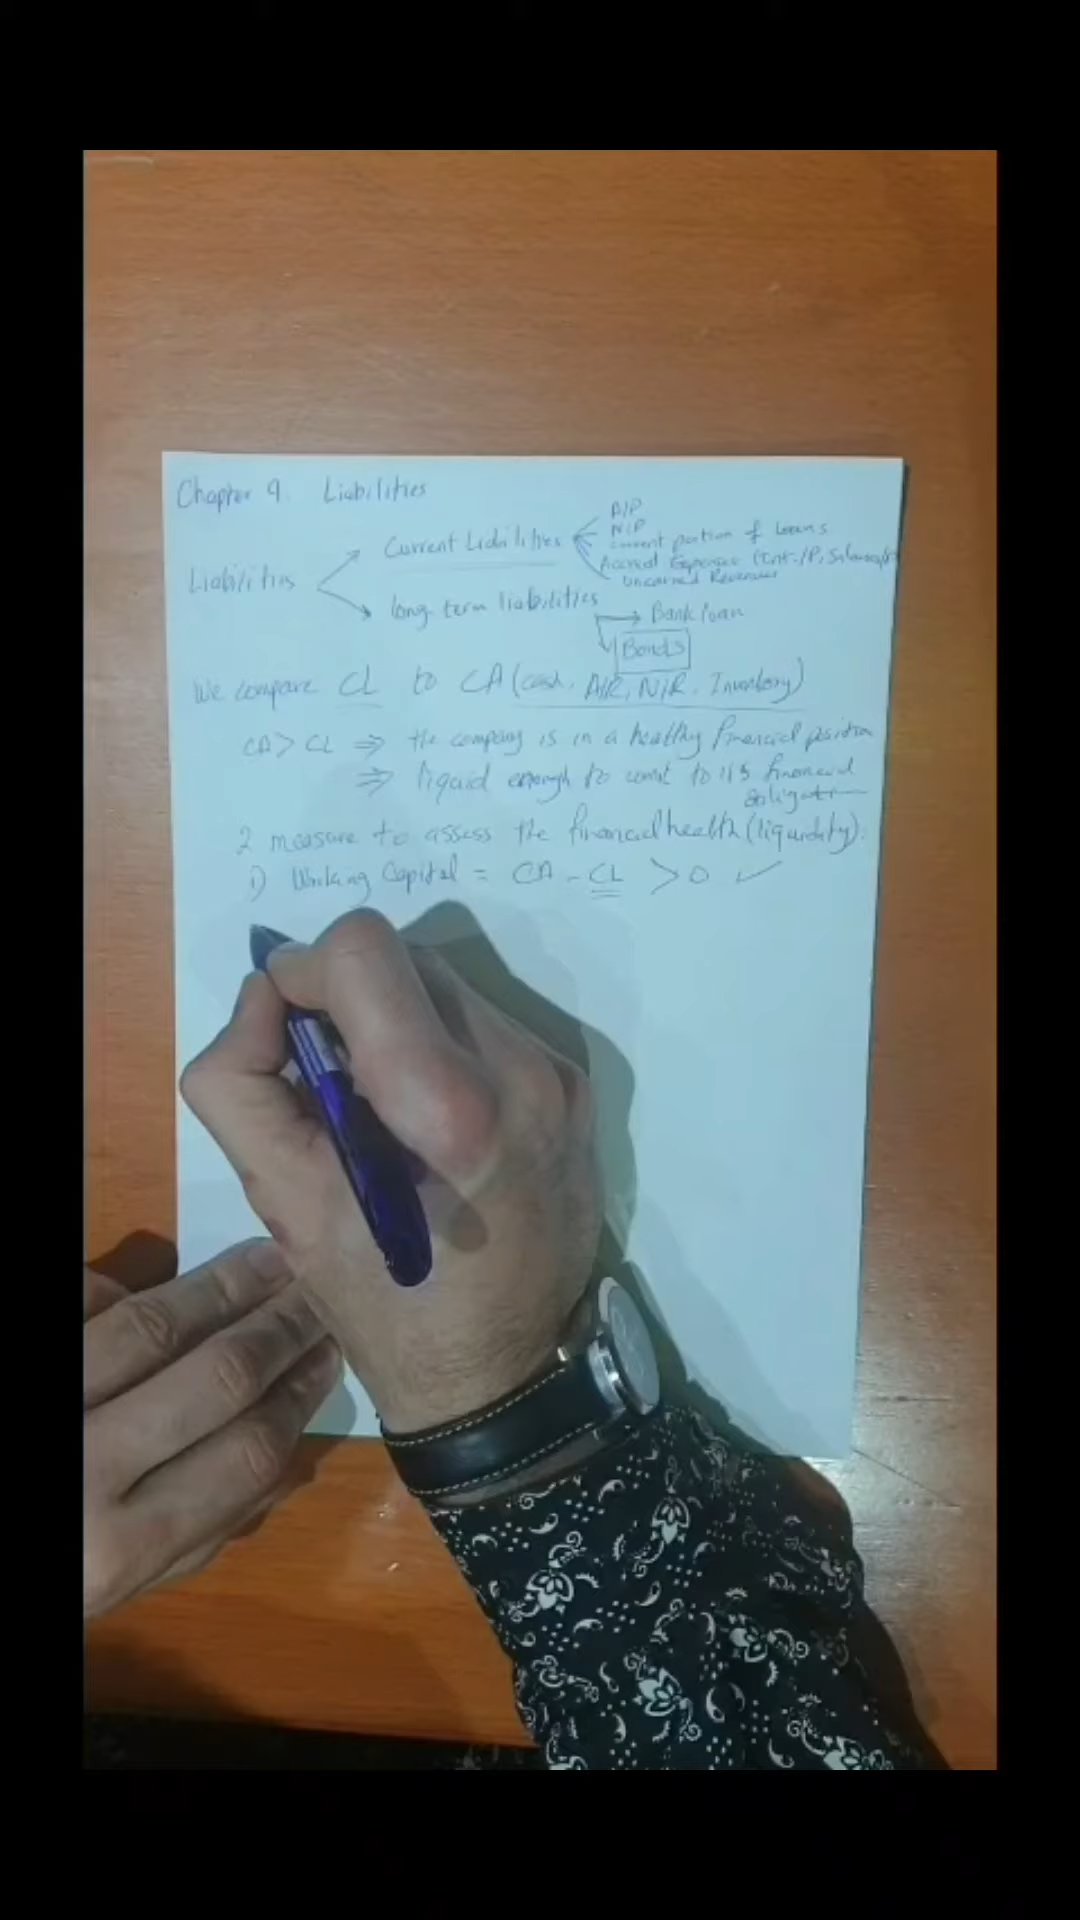 Chapter 9. Liabilities
A/P
N/P
Current Liabilities
current portion of loans
Accrued Expenses (Int./P, Salaries/P
Unearned Revenues
Liabilities
long-term liabilities
Bank loan
Bonds
We compare CL to CA (cash, A/R, N/R, Inventory)
CA > CL ⇒ the company is in a healthy financial position
⇒ liquid enough to commit to its financial
obligation
2 measure to assess the financial health (liquidity).
1) Working Capital = CA - CL > 0 ✓